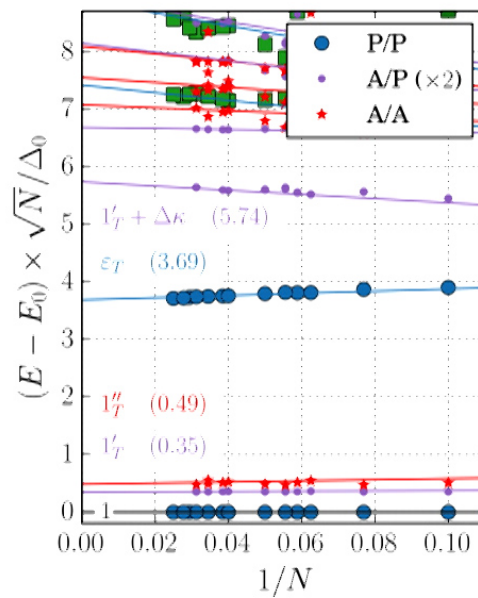 P/P
A/P (×2)
A/A
8
7
6
5
4
3
2
1
0
(E − E₀) × √N/Δ₀
1′_T + Δκ (5.74)
ε_T (3.69)
1″_T (0.49)
1′_T (0.35)
1
0.00 0.02 0.04 0.06 0.08 0.10
1/N